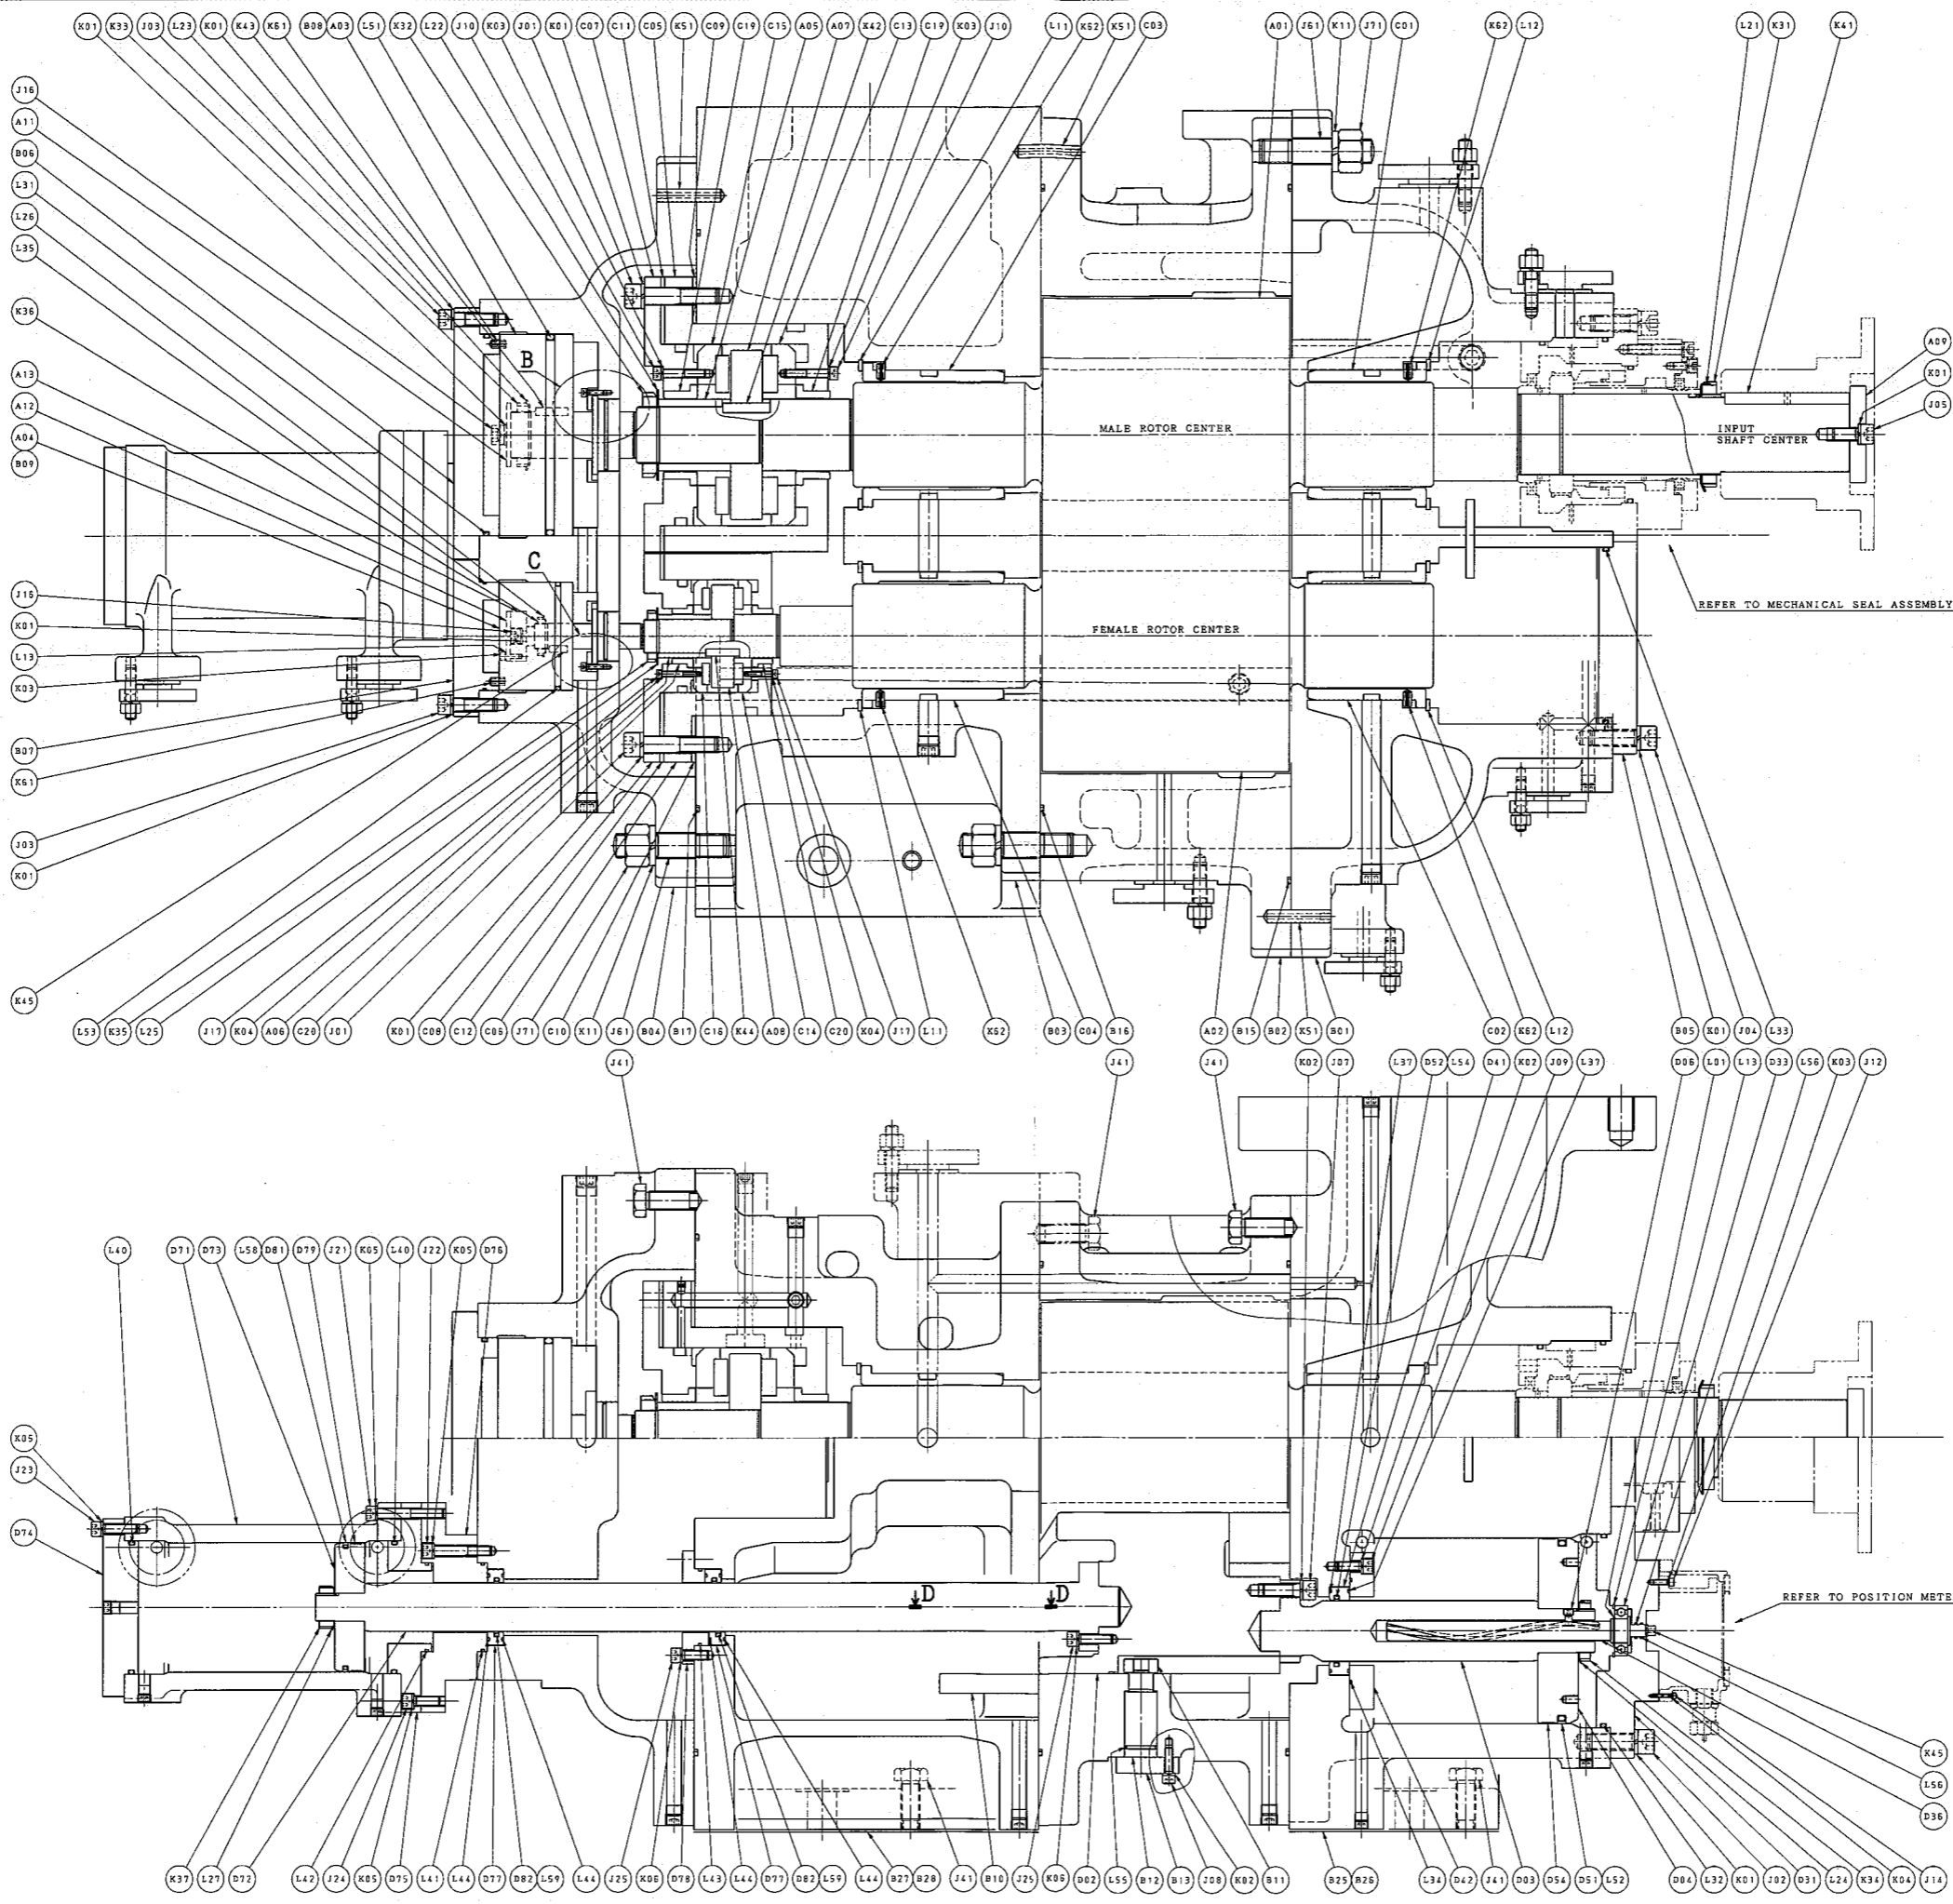 K01 K33 J03 L23 K01 K43 K61 B08 A03 L51 K32 L22 J10 K03 J01 K01 C07 C11 C05 K51 C09 C19 C15 A05 A07 K42 C13 C19 K03 J10 L11 K52 K51 C03 A01 J61 K11 J71 C01 K62 L12 L21 K31 K41
J16
A11
B06
L31
L26
L35
K36
A13
A12
A04
B09
J15
K01
L13
K03
B07
K61
J03
K01
K45
B
C
MALE ROTOR CENTER
INPUT
SHAFT CENTER
A09
K01
J05
REFER TO MECHANICAL SEAL ASSEMBLY
FEMALE ROTOR CENTER
L53 K35 L25 J17 K04 A06 C20 J01 K01 C08 C12 C06 J71 C10 K11 J61 B04 B17 C16 K44 A08 C14 C20 K04 J17 L11 K62 B03 C04 B16 A02 B15 B02 K51 B01 C02 K62 L12 B05 K01 J04 L33
J41 J41 J41 K02 J07 L37 D52 L54 D41 K02 J09 L37 D06 L01 L13 D33 L56 K03 J12
L40 D71 D73 L58 D81 D79 J21 K05 L40 J22 K05 D76
K05
J23
D74
D D
REFER TO POSITION METE
K45
L56
D36
K37 L27 D72 L42 J24 K05 D75 L41 L44 D77 D82 L59 L44 J25 K06 D78 L43 L44 D77 D82 L59 L44 B27 B28 J41 B10 J25 K06 D02 L55 B12 B13 J08 K02 B11 B25 B26 L34 D42 J41 D03 D54 D51 L52 D04 L32 K01 J02 D31 L24 K34 K04 J14